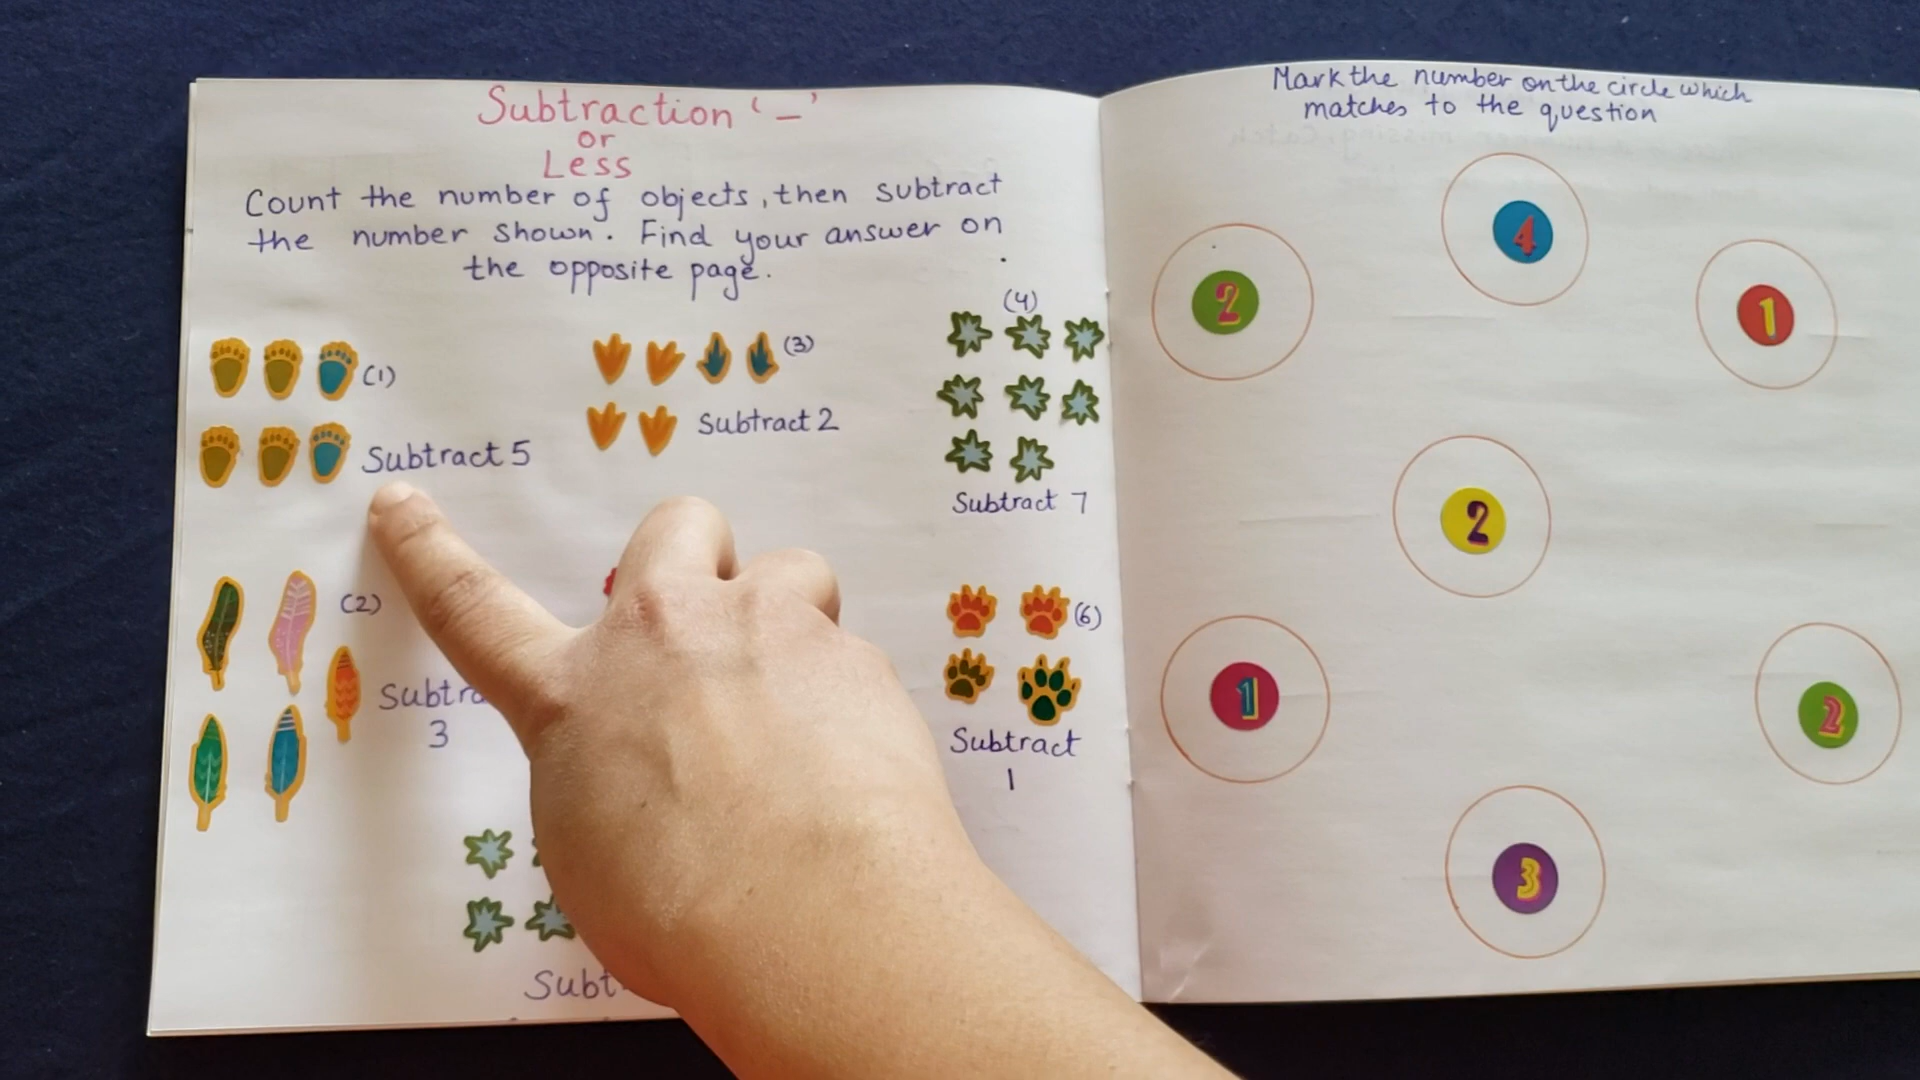 Subtraction '-'
or
Less
Count the number of objects, then subtract
the number shown. Find your answer on
the opposite page.
(1)
Subtract 5
(2)
3
(3)
Subtract 2
(4)
Subtract 7
(6)
Subtract
1
Mark the number on the circle which
matches to the question
4
2
1
2
1
2
3